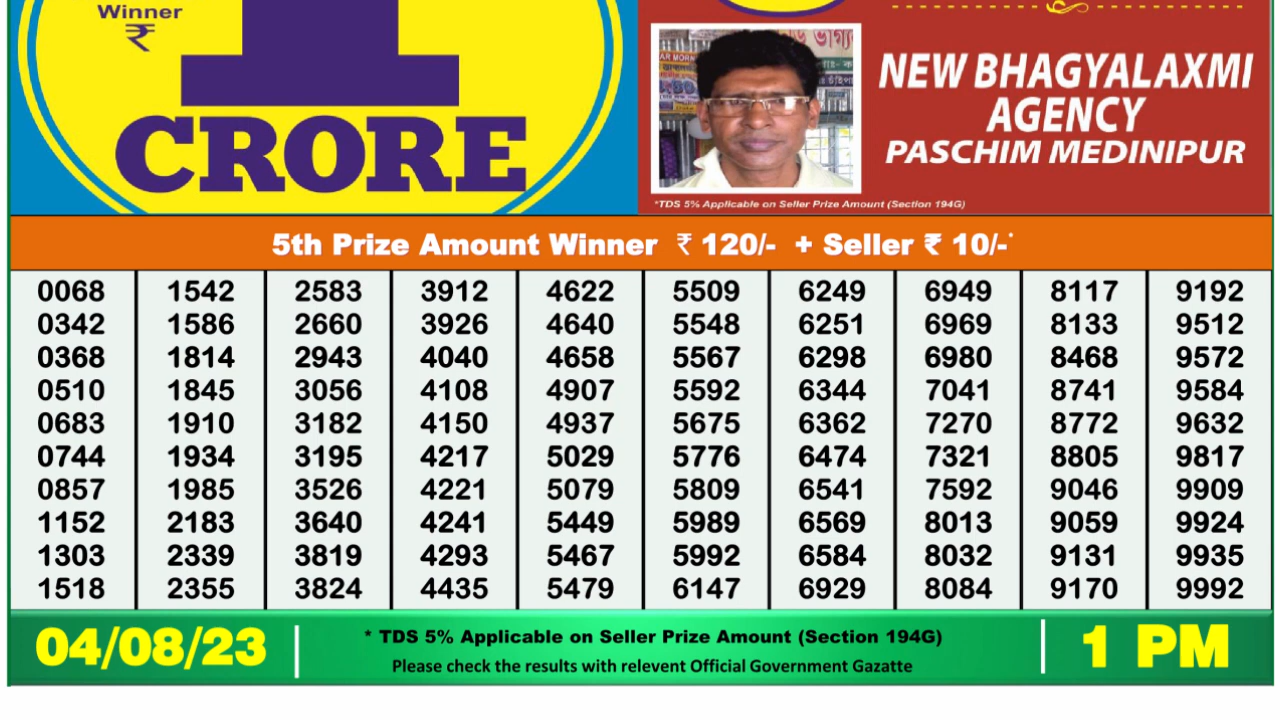 Winner
₹
1
CRORE
NEW BHAGYALAXMI
AGENCY
PASCHIM MEDINIPUR
*TDS 5% Applicable on Seller Prize Amount (Section 194G)
5th Prize Amount Winner ₹ 120/- + Seller ₹ 10/-*
0068 1542 2583 3912 4622 5509 6249 6949 8117 9192
0342 1586 2660 3926 4640 5548 6251 6969 8133 9512
0368 1814 2943 4040 4658 5567 6298 6980 8468 9572
0510 1845 3056 4108 4907 5592 6344 7041 8741 9584
0683 1910 3182 4150 4937 5675 6362 7270 8772 9632
0744 1934 3195 4217 5029 5776 6474 7321 8805 9817
0857 1985 3526 4221 5079 5809 6541 7592 9046 9909
1152 2183 3640 4241 5449 5989 6569 8013 9059 9924
1303 2339 3819 4293 5467 5992 6584 8032 9131 9935
1518 2355 3824 4435 5479 6147 6929 8084 9170 9992
04/08/23
* TDS 5% Applicable on Seller Prize Amount (Section 194G)
Please check the results with relevent Official Government Gazatte
1 PM